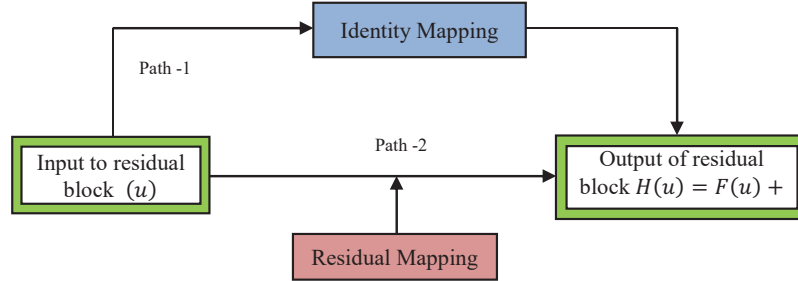 Identity Mapping
Path -1
Path -2
Input to residual
block (u)
Output of residual
block H(u) = F(u) +
Residual Mapping